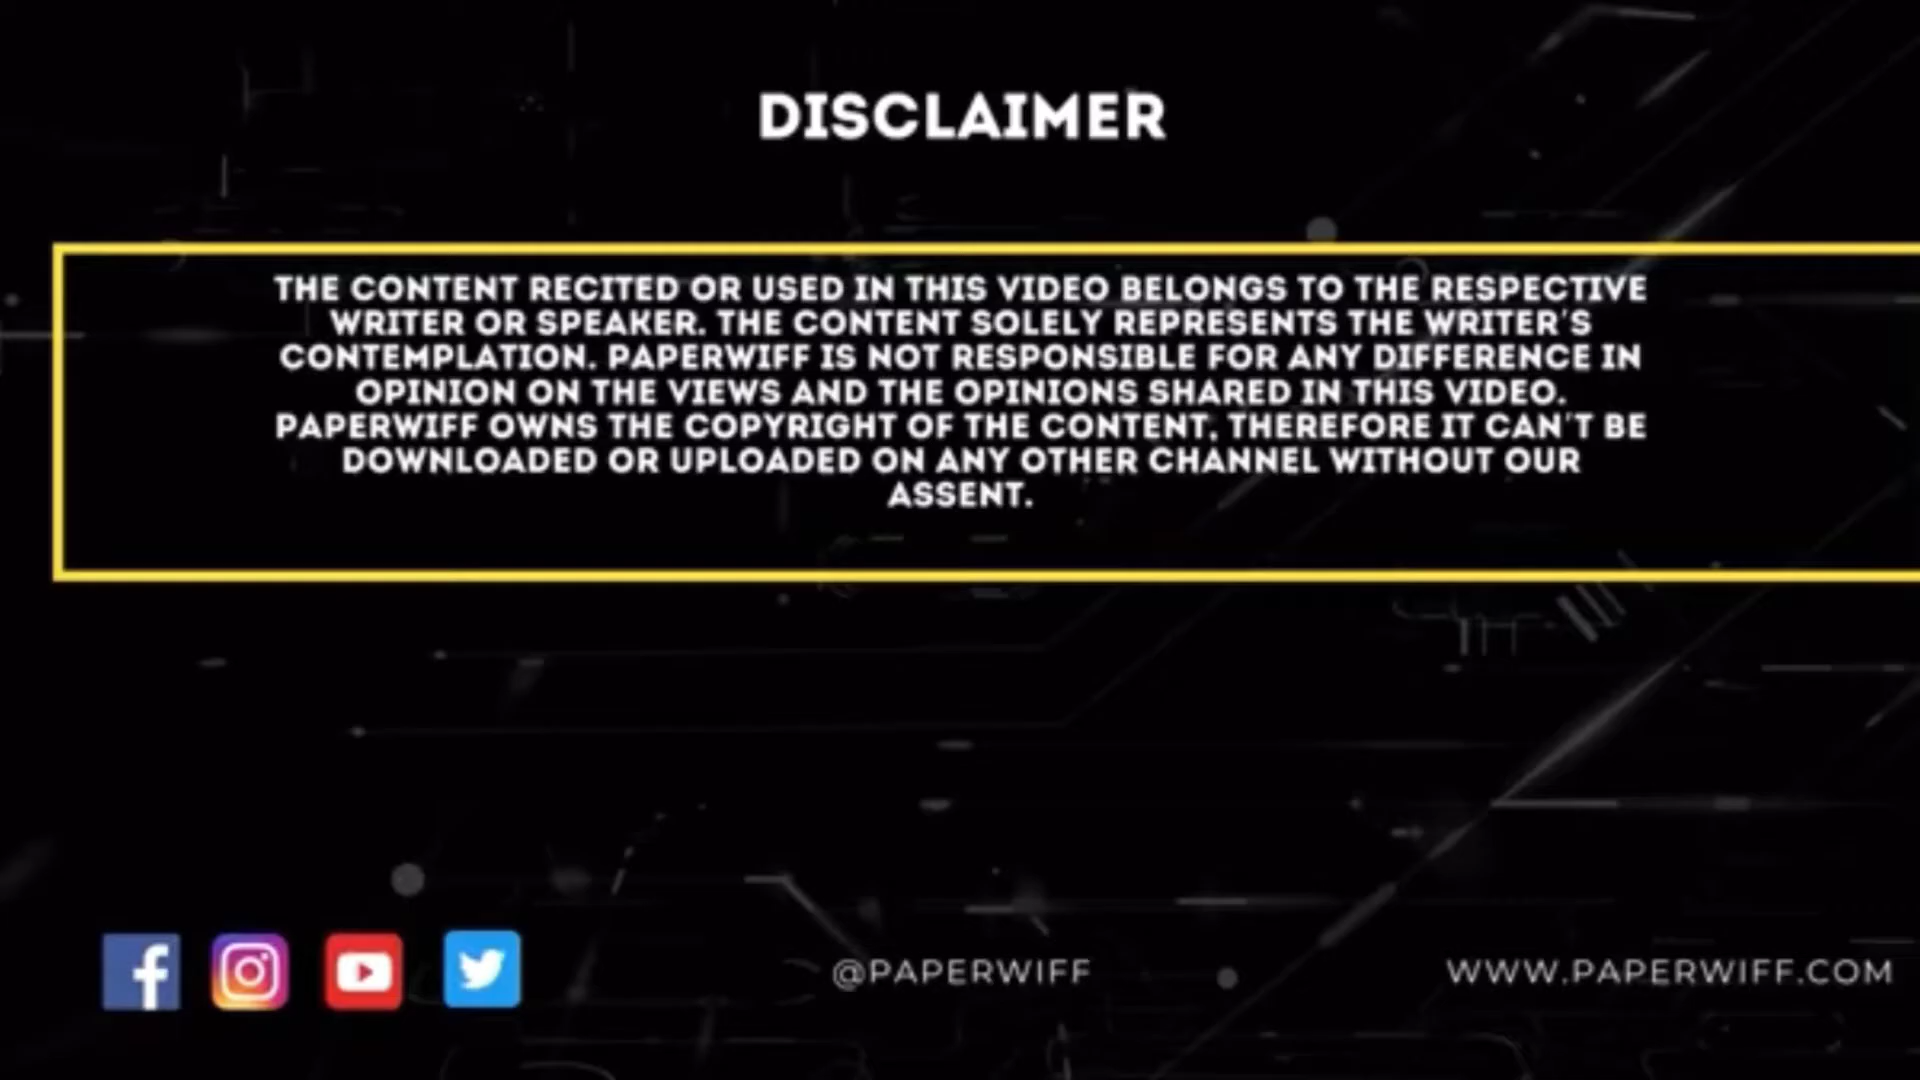 DISCLAIMER
THE CONTENT RECITED OR USED IN THIS VIDEO BELONGS TO THE RESPECTIVE
WRITER OR SPEAKER. THE CONTENT SOLELY REPRESENTS THE WRITER'S
CONTEMPLATION. PAPERWIFF IS NOT RESPONSIBLE FOR ANY DIFFERENCE IN
OPINION ON THE VIEWS AND THE OPINIONS SHARED IN THIS VIDEO.
PAPERWIFF OWNS THE COPYRIGHT OF THE CONTENT, THEREFORE IT CAN'T BE
DOWNLOADED OR UPLOADED ON ANY OTHER CHANNEL WITHOUT OUR
ASSENT.
@PAPERWIFF
WWW.PAPERWIFF.COM